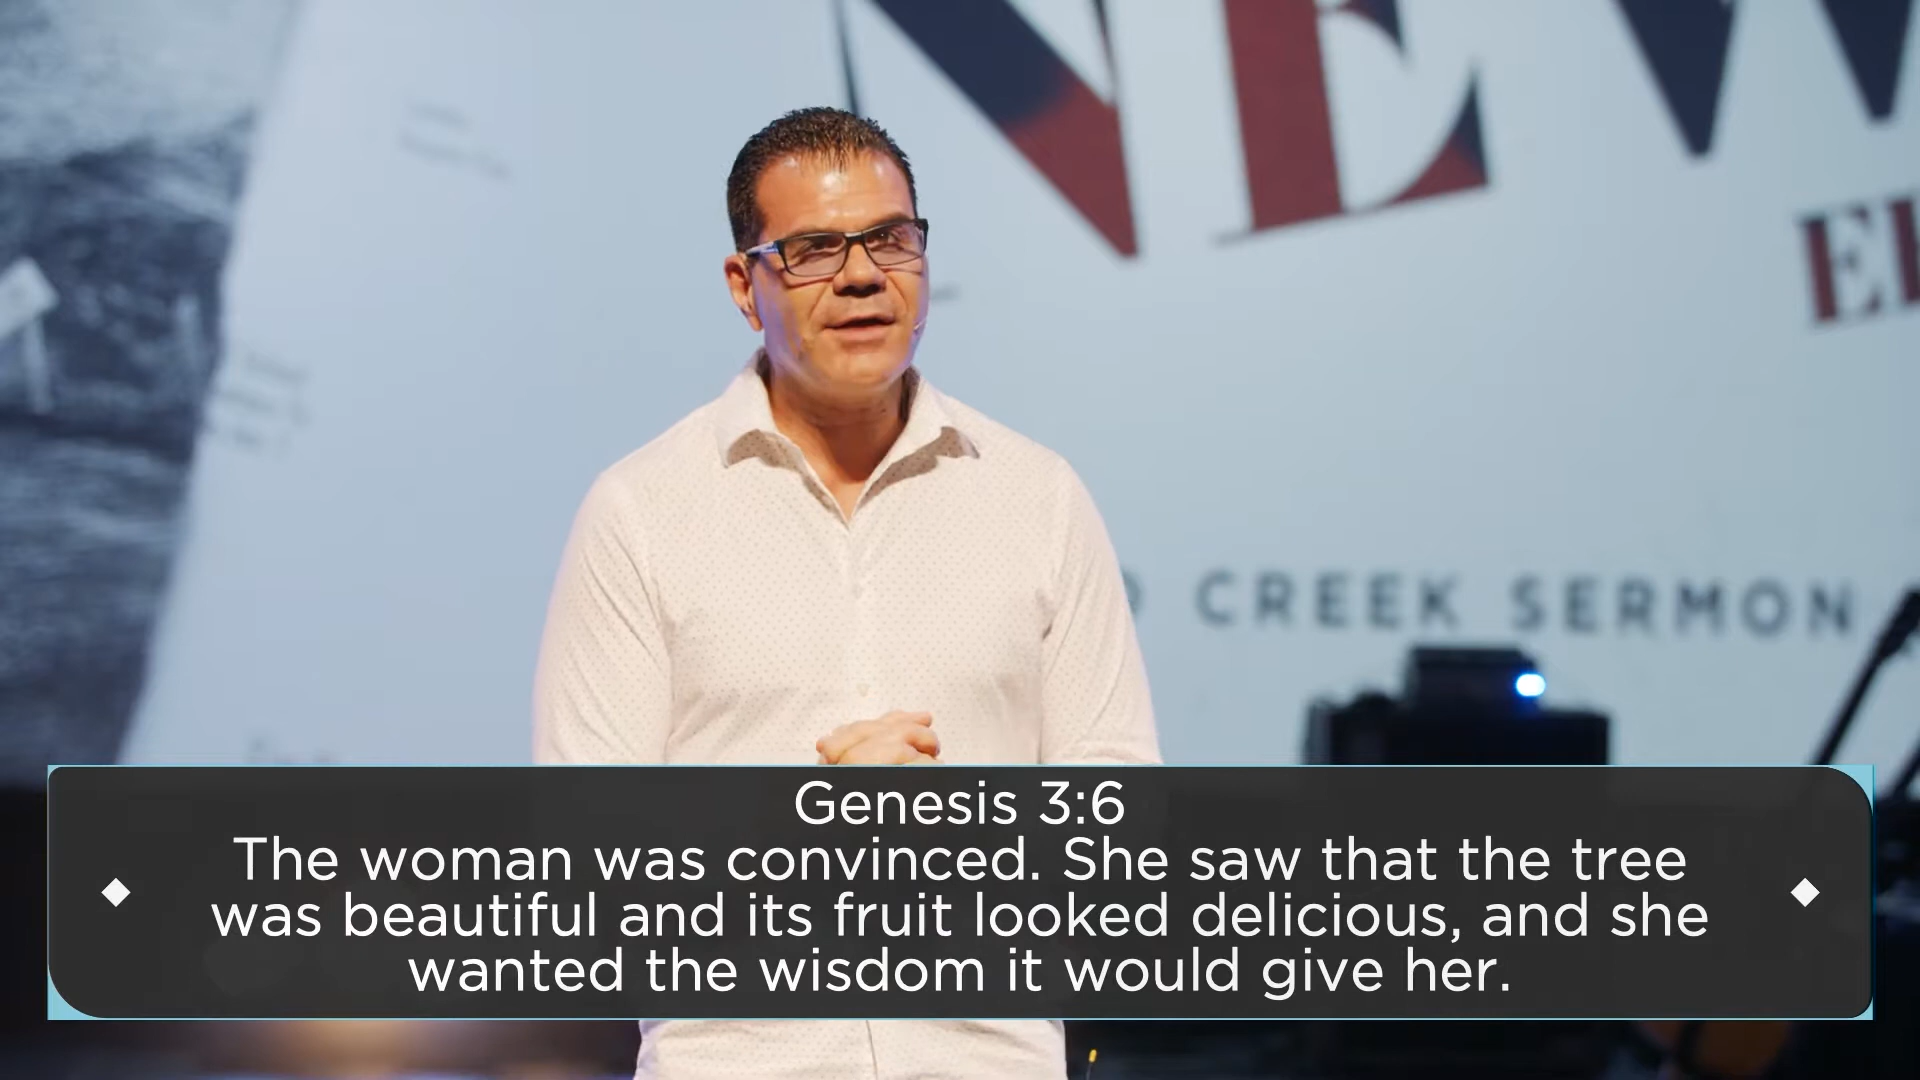 NEW
CREEK SERMON
Genesis 3:6
The woman was convinced. She saw that the tree
was beautiful and its fruit looked delicious, and she
wanted the wisdom it would give her.